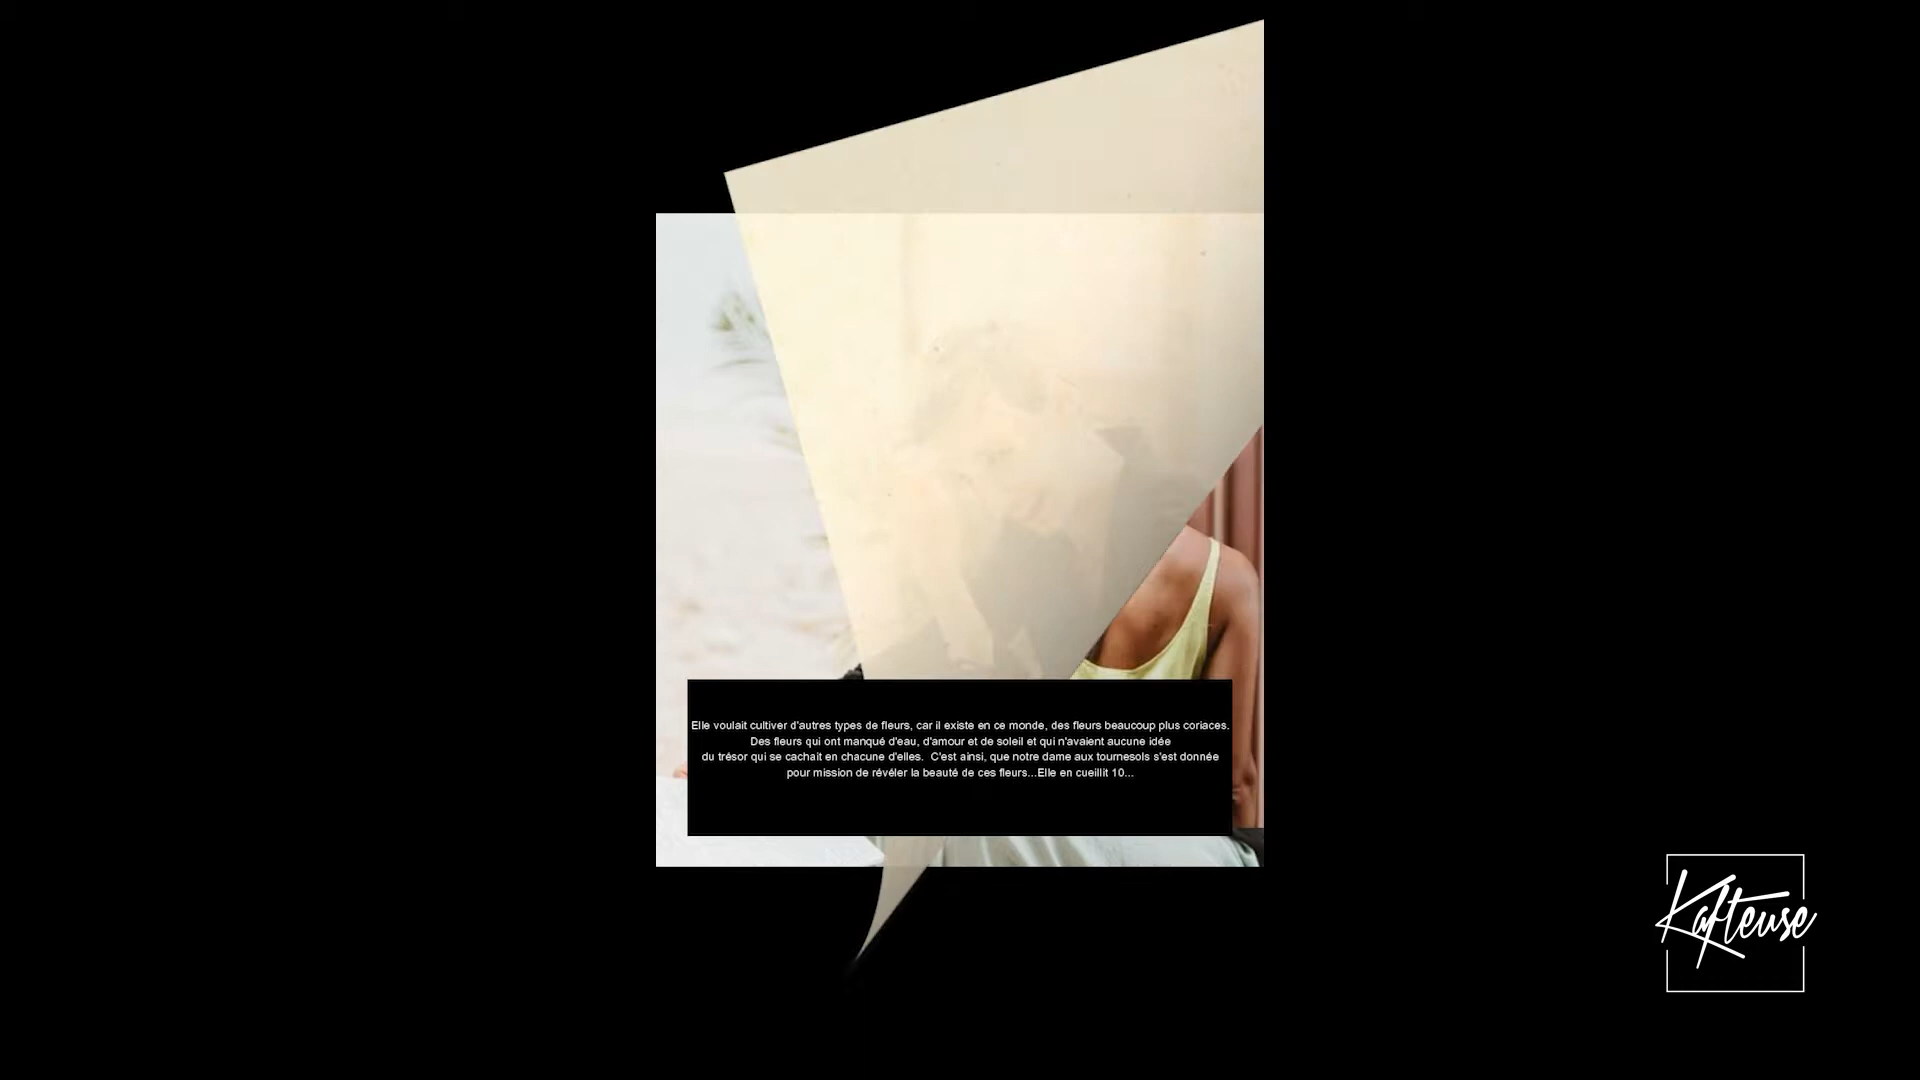 Elle voulait cultiver d'autres types de fleurs, car il existe en ce monde, des fleurs beaucoup plus coriaces.
Des fleurs qui ont manqué d'eau, d'amour et de soleil et qui n'avaient aucune idée
du trésor qui se cachait en chacune d'elles.  C'est ainsi, que notre dame aux tournesols s'est donnée
pour mission de révéler la beauté de ces fleurs...Elle en cueillit 10...
Kafteuse